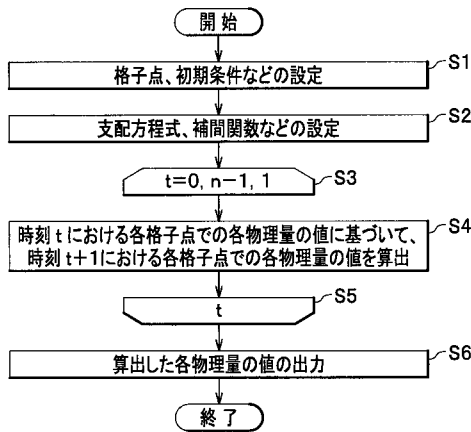 開始
S1
格子点、初期条件などの設定
S2
支配方程式、補間関数などの設定
S3
t=0, n−1, 1
S4
時刻tにおける各格子点での各物理量の値に基づいて、
時刻t+1における各格子点での各物理量の値を算出
S5
t
S6
算出した各物理量の値の出力
終了